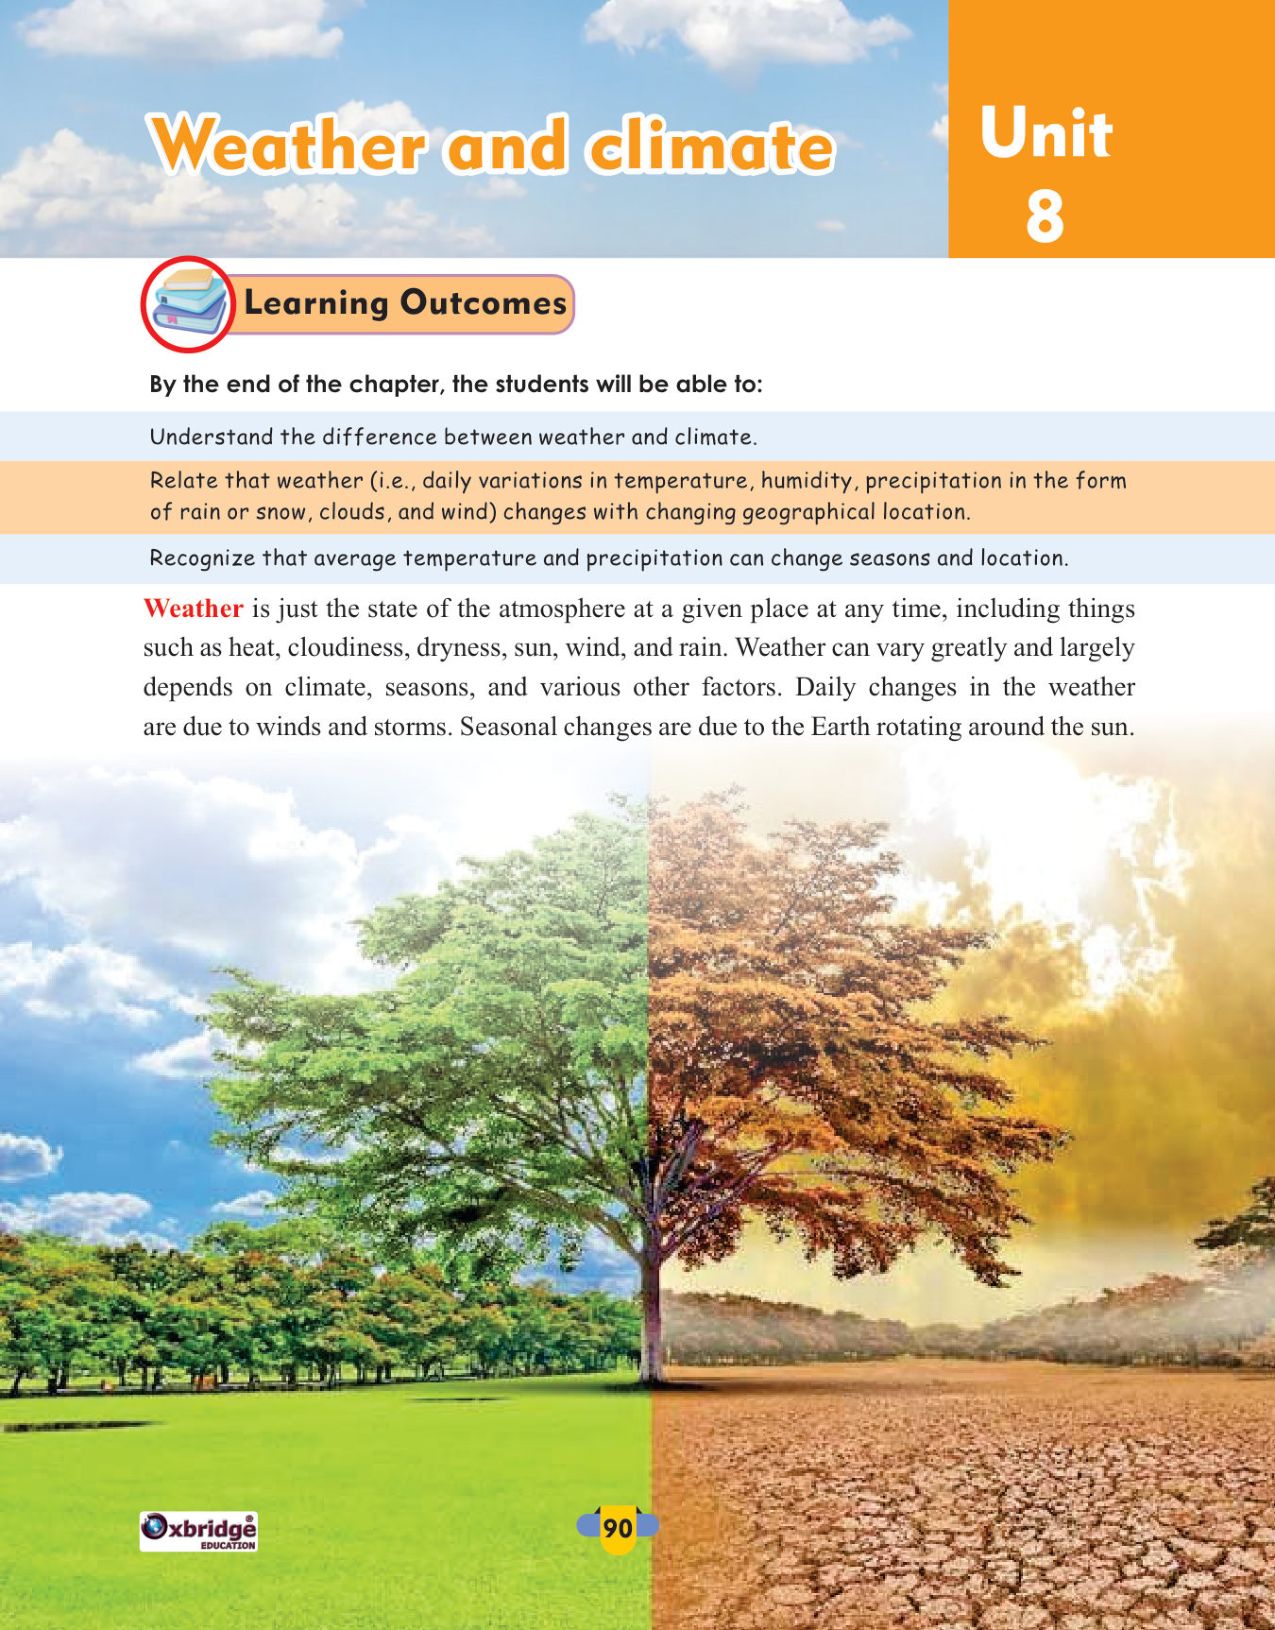 Weather and climate
Unit
8
Learning Outcomes
By the end of the chapter, the students will be able to:
Understand the difference between weather and climate.
Relate that weather (i.e., daily variations in temperature, humidity, precipitation in the form
of rain or snow, clouds, and wind) changes with changing geographical location.
Recognize that average temperature and precipitation can change seasons and location.
Weather is just the state of the atmosphere at a given place at any time, including things
such as heat, cloudiness, dryness, sun, wind, and rain. Weather can vary greatly and largely
depends on climate, seasons, and various other factors. Daily changes in the weather
are due to winds and storms. Seasonal changes are due to the Earth rotating around the sun.
Oxbridge®
EDUCATION
90